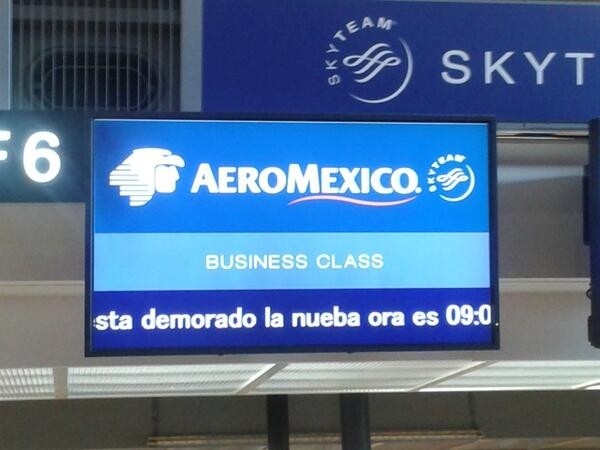 SKYTEAM
SKYT
F6
AEROMEXICO.
SKYTEAM
BUSINESS CLASS
sta demorado la nueba ora es 09:0